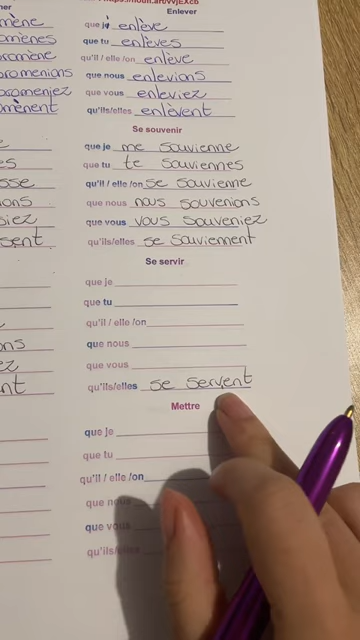 Enlever
que j' enlève
que tu enlèves
qu'il / elle /on enlève
que nous enlevions
que vous enleviez
qu'ils/elles enlèvent
Se souvenir
que je me souvienne
que tu te souviennes
qu'il / elle /on se souvienne
que nous nous souvenions
que vous vous souveniez
qu'ils/elles se souviennent
Se servir
que je
que tu
qu'il / elle /on
que nous
que vous
qu'ils/elles se servent
Mettre
que je
que tu
qu'il / elle /on
que nous
que vous
qu'ils/elles